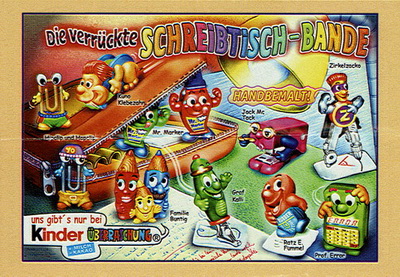 Die verrückte
SCHREIBTISCH-BANDE
Zirkelzacko
Kuno
Klebezahn
HANDBEMALT!
Mr. Marker
Jack Mc
Tack
Familie
Buntig
Graf
Kalli
Ratz E.
Fummel
Prof. Error
uns gibt's nur bei
Kinder ÜBERRASCHUNG®